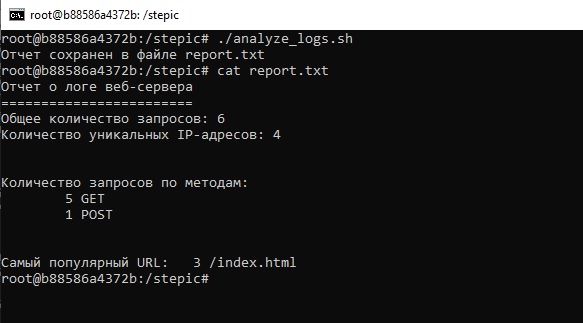 root@b88586a4372b: /stepic
root@b88586a4372b:/stepic# ./analyze_logs.sh
Отчет сохранен в файле report.txt
root@b88586a4372b:/stepic# cat report.txt
Отчет о логе веб-сервера
========================
Общее количество запросов: 6
Количество уникальных IP-адресов: 4
Количество запросов по методам:
5 GET
1 POST
Самый популярный URL:   3 /index.html
root@b88586a4372b:/stepic#